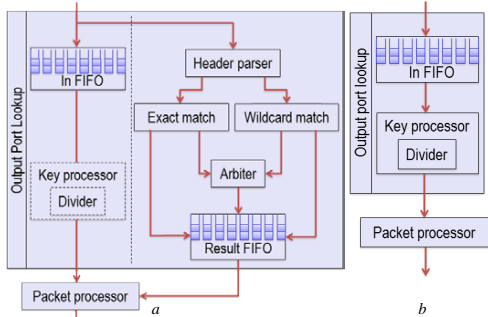 Output Port Lookup
In FIFO
Key processor
Divider
Header parser
Exact match
Wildcard match
Arbiter
Result FIFO
Packet processor
a
Output port lookup
In FIFO
Key processor
Divider
Packet processor
b